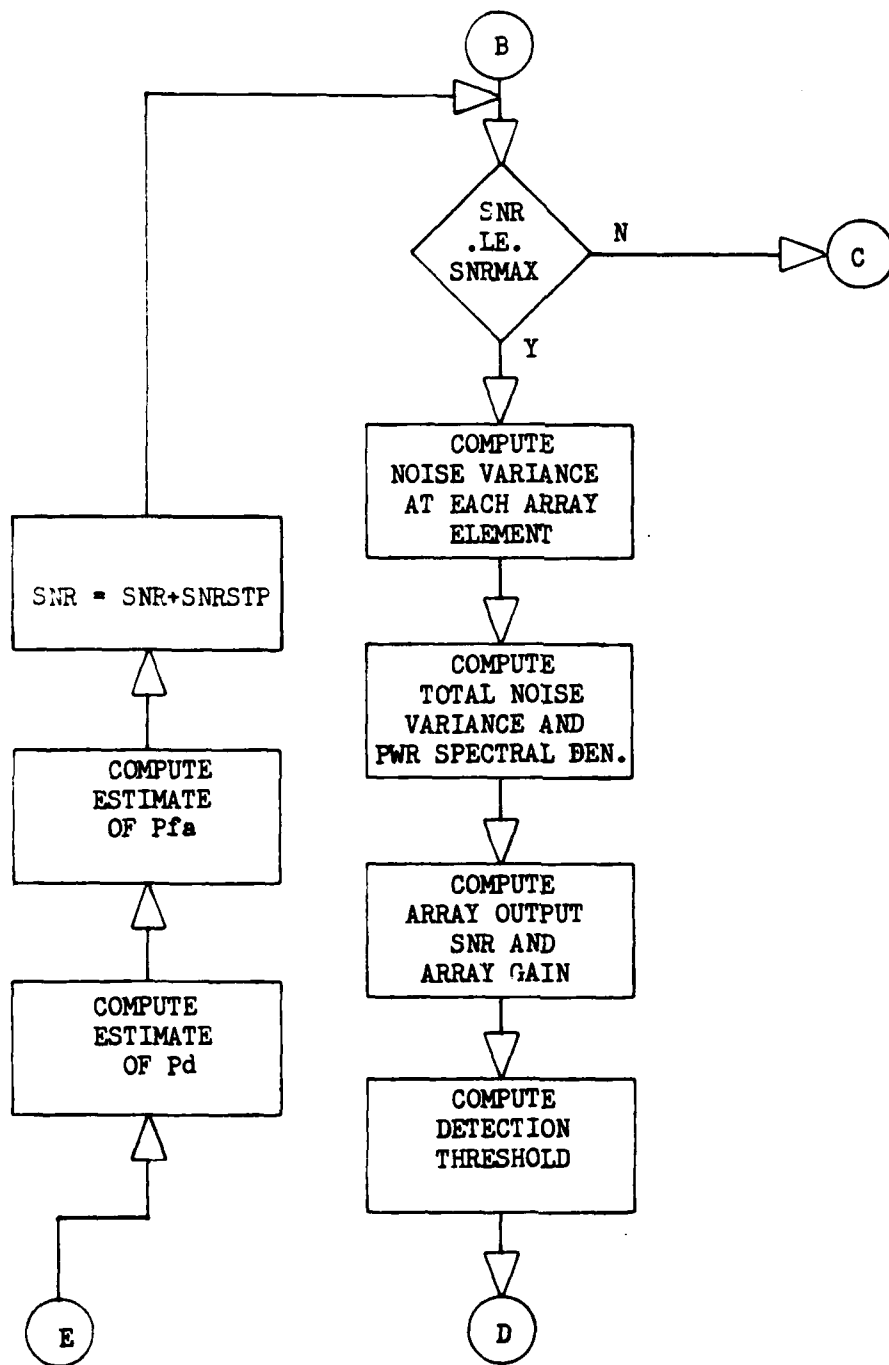 B
SNR
.LE.
SNRMAX
N
C
Y
COMPUTE
NOISE VARIANCE
AT EACH ARRAY
ELEMENT
COMPUTE
TOTAL NOISE
VARIANCE AND
PWR SPECTRAL DEN.
COMPUTE
ARRAY OUTPUT
SNR AND
ARRAY GAIN
COMPUTE
DETECTION
THRESHOLD
D
E
COMPUTE
ESTIMATE
OF Pd
COMPUTE
ESTIMATE
OF Pfa
SNR = SNR+SNRSTP